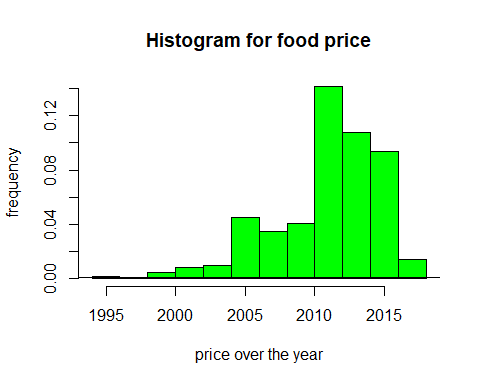 Histogram for food price
frequency
0.12
0.08
0.04
0.00
1995 2000 2005 2010 2015
price over the year